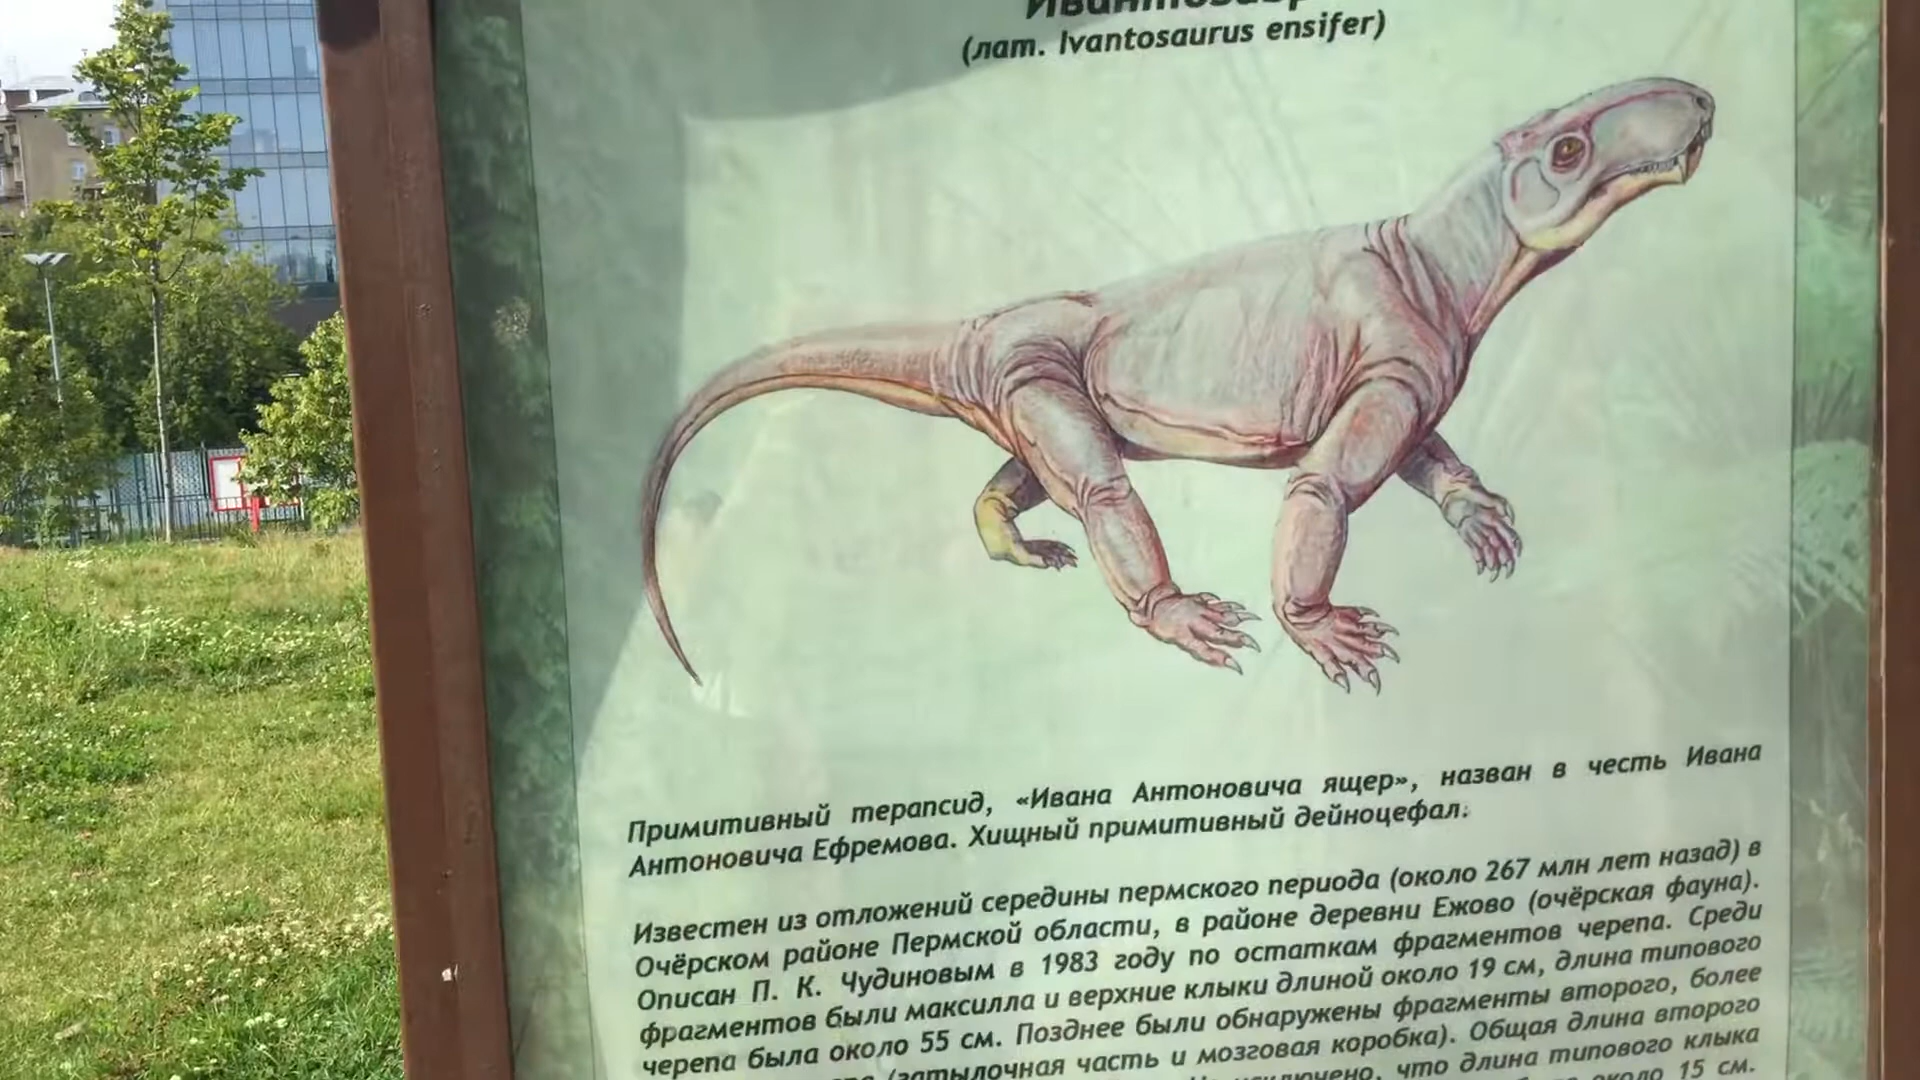 (лат. Ivantosaurus ensifer)
Примитивный терапсид, «Ивана Антоновича ящер», назван в честь Ивана
Антоновича Ефремова. Хищный примитивный дейноцефал.
Известен из отложений середины пермского периода (около 267 млн лет назад) в
Очёрском районе Пермской области, в районе деревни Ежово (очёрская фауна).
Описан П. К. Чудиновым в 1983 году по остаткам фрагментов черепа. Среди
фрагментов были максилла и верхние клыки длиной около 19 см, длина типового
черепа была около 55 см. Позднее были обнаружены фрагменты второго, более
(затылочная часть и мозговая коробка). Общая длина второго
что длина типового клыка
около 15 см.